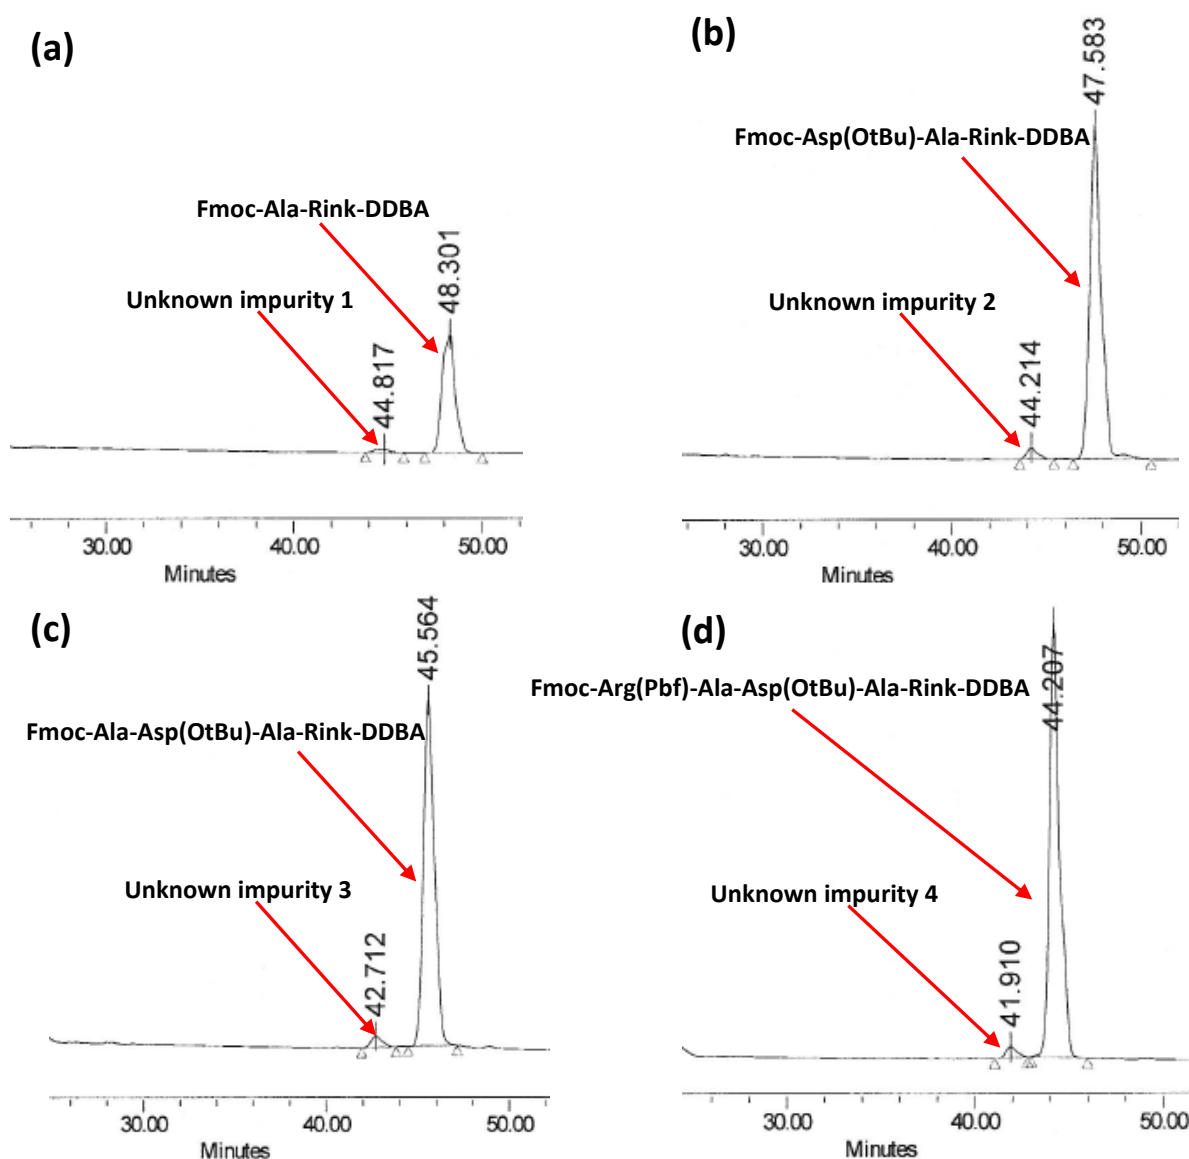 (a)
Fmoc-Ala-Rink-DDBA
Unknown impurity 1
44.817
48.301
30.00 40.00 50.00
Minutes
(b)
Fmoc-Asp(OtBu)-Ala-Rink-DDBA
Unknown impurity 2
44.214
47.583
30.00 40.00 50.00
Minutes
(c)
Fmoc-Ala-Asp(OtBu)-Ala-Rink-DDBA
Unknown impurity 3
42.712
45.564
30.00 40.00 50.00
Minutes
(d)
Fmoc-Arg(Pbf)-Ala-Asp(OtBu)-Ala-Rink-DDBA
Unknown impurity 4
41.910
44.207
30.00 40.00 50.00
Minutes